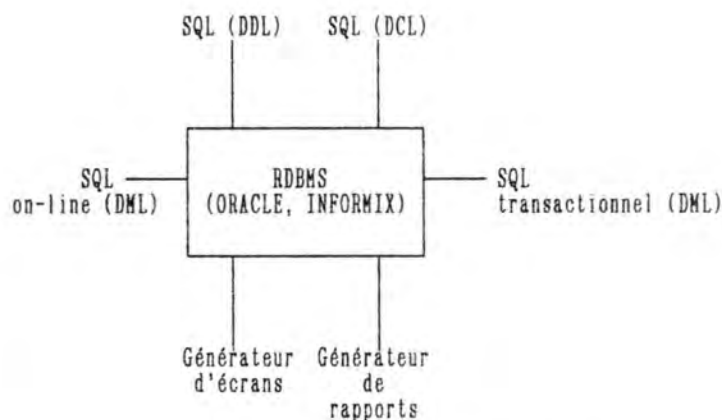 SQL (DDL) SQL (DCL)
SQL
on-line (DML)
RDBMS
(ORACLE, INFORMIX)
SQL
transactionnel (DML)
Générateur
d'écrans
Générateur
de
rapports